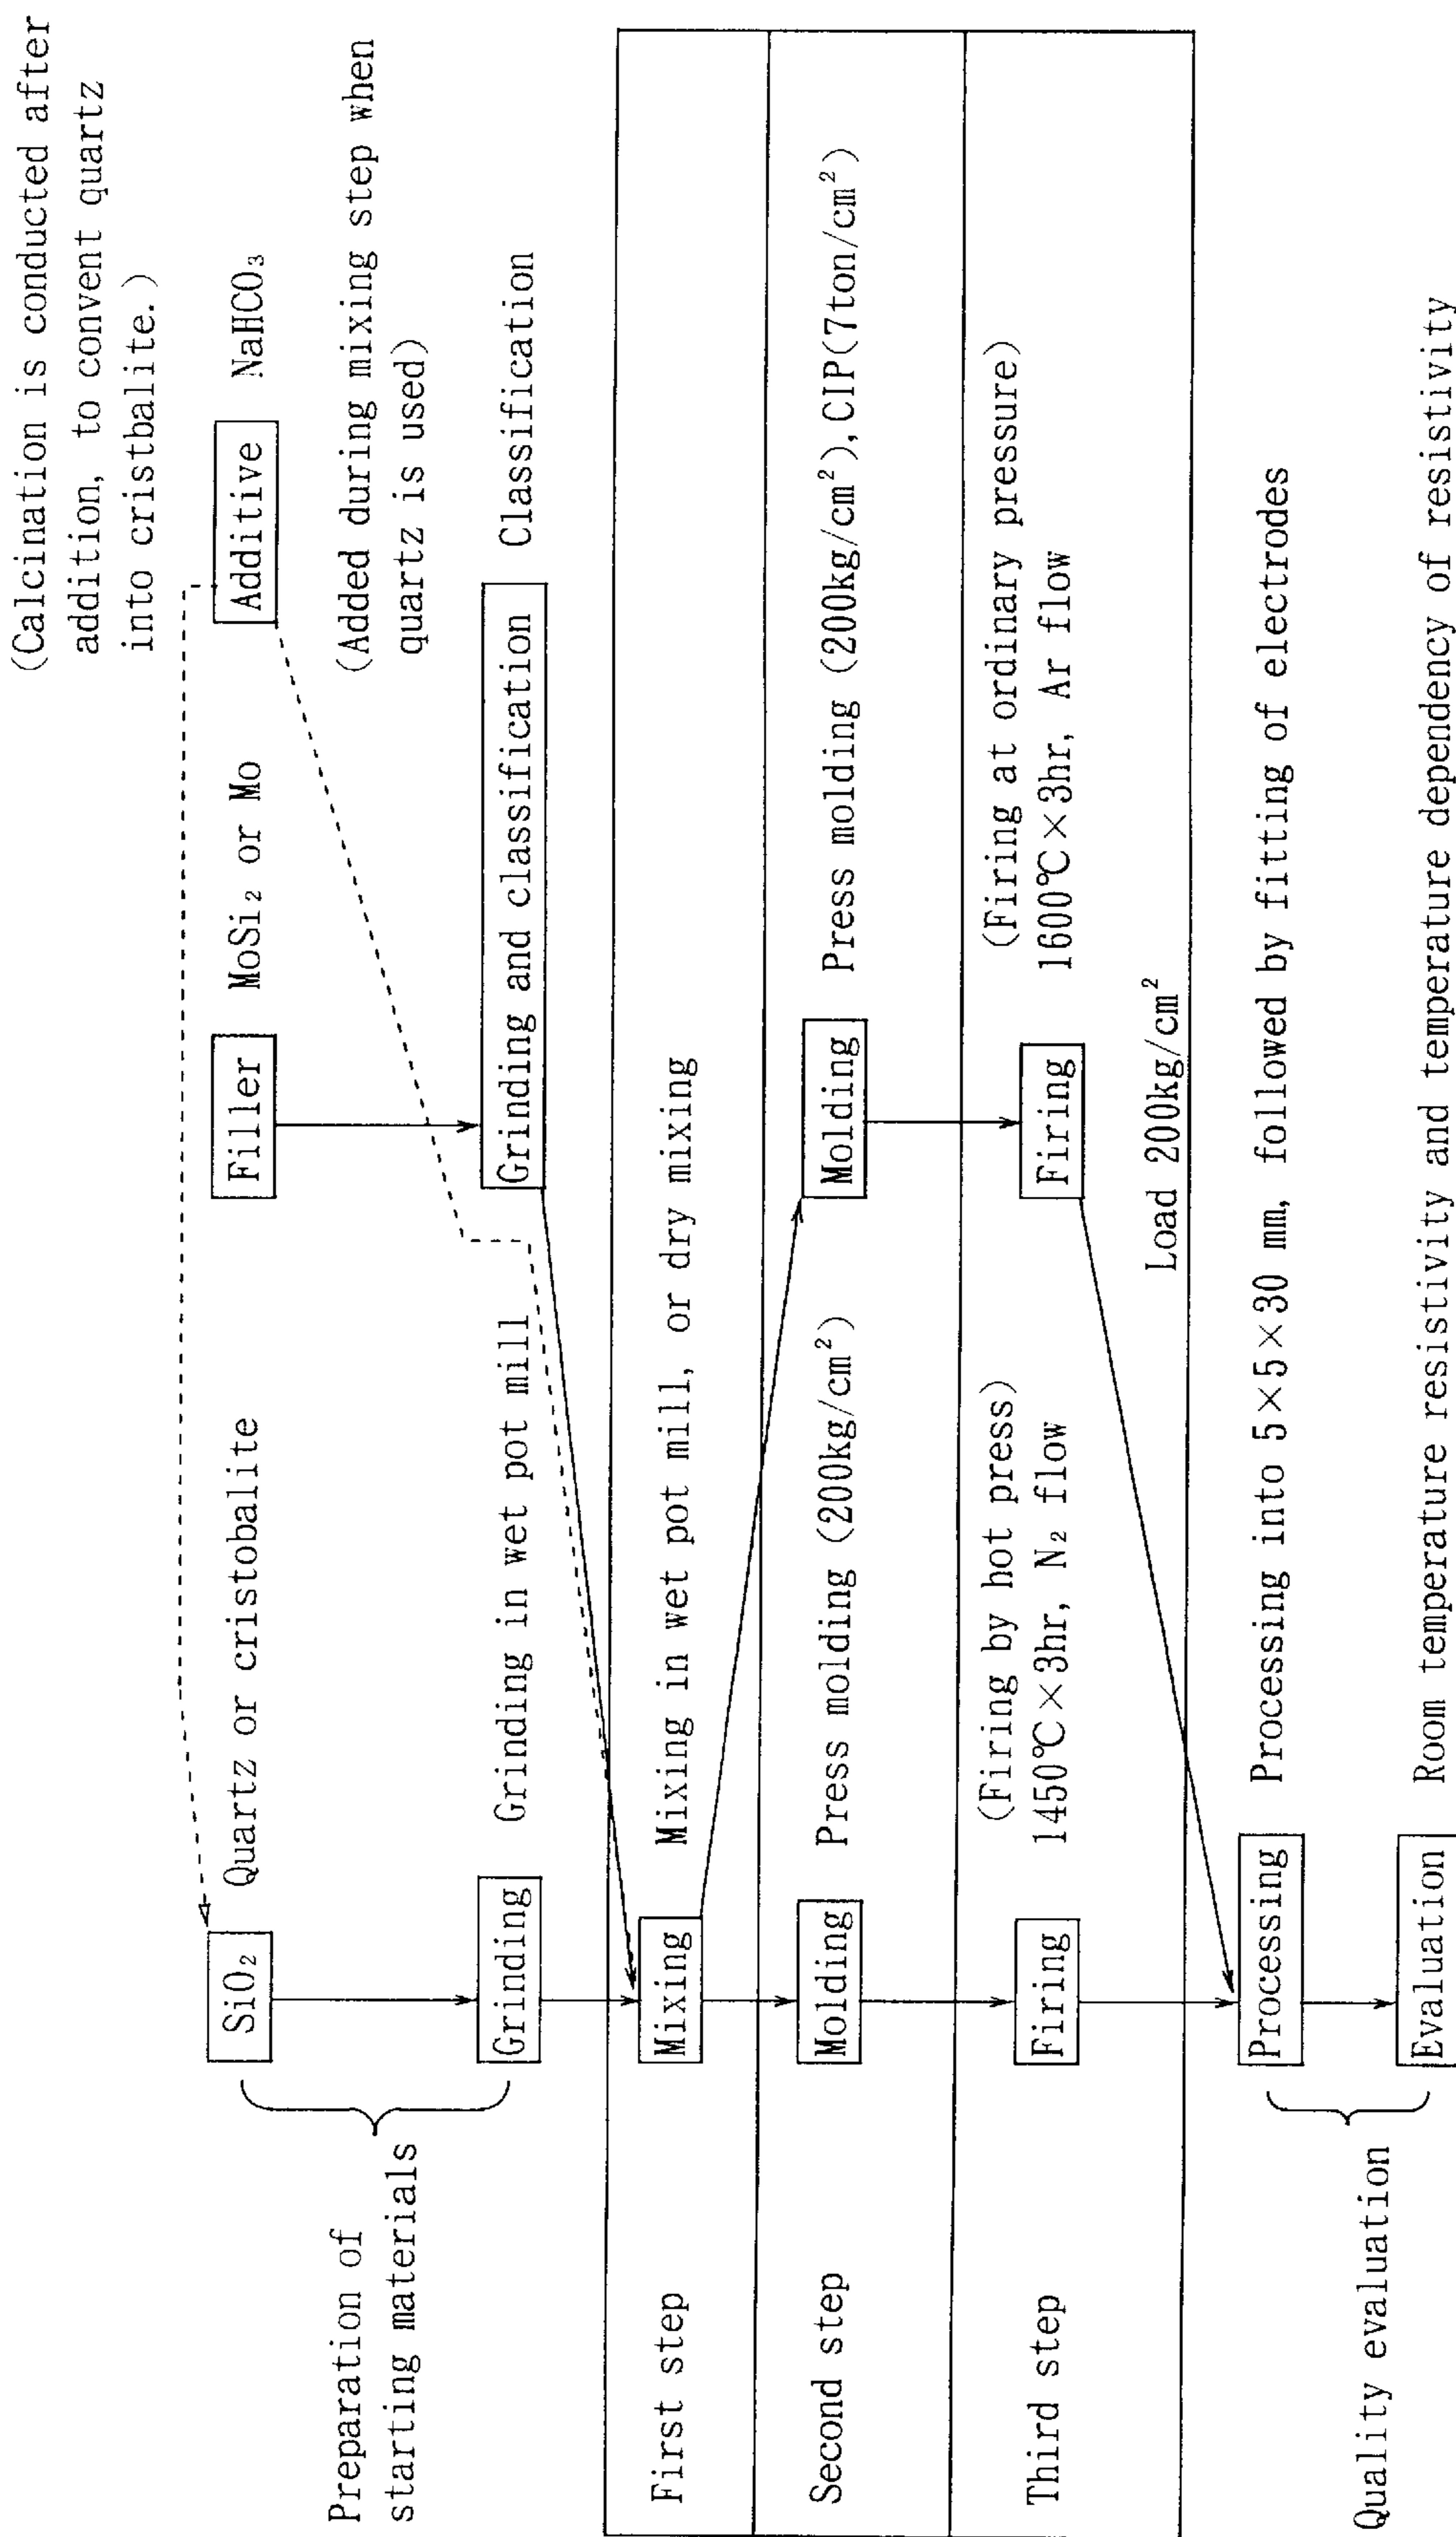 (Calcination is conducted after
addition, to convent quartz
into cristbalite.)
SiO₂ Quartz or cristobalite
Filler MoSi₂ or Mo
Additive NaHCO₃
Preparation of
starting materials
(Added during mixing step when
quartz is used)
Grinding Grinding in wet pot mill
Grinding and classification Classification
First step
Mixing Mixing in wet pot mill, or dry mixing
Second step
Molding Press molding (200kg/cm²)
Molding Press molding (200kg/cm²), CIP(7ton/cm²)
Third step
Firing
(Firing by hot press)
1450℃×3hr, N₂ flow
Firing
(Firing at ordinary pressure)
1600℃×3hr, Ar flow
Load 200kg/cm²
Quality evaluation
Processing Processing into 5×5×30 mm, followed by fitting of electrodes
Evaluation Room temperature resistivity and temperature dependency of resistivity